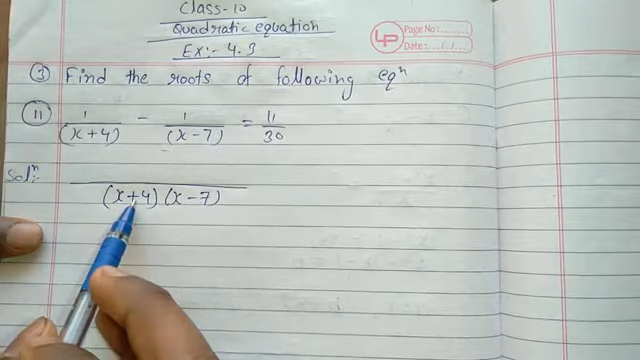 Class-10
Quadratic equation
Ex:- 4.3
LP Page No:
Date: / /
③ Find the roots of following eqⁿ
(ii) 1/(x+4) - 1/(x-7) = 11/30
Solⁿ:-
(x+4)(x-7)